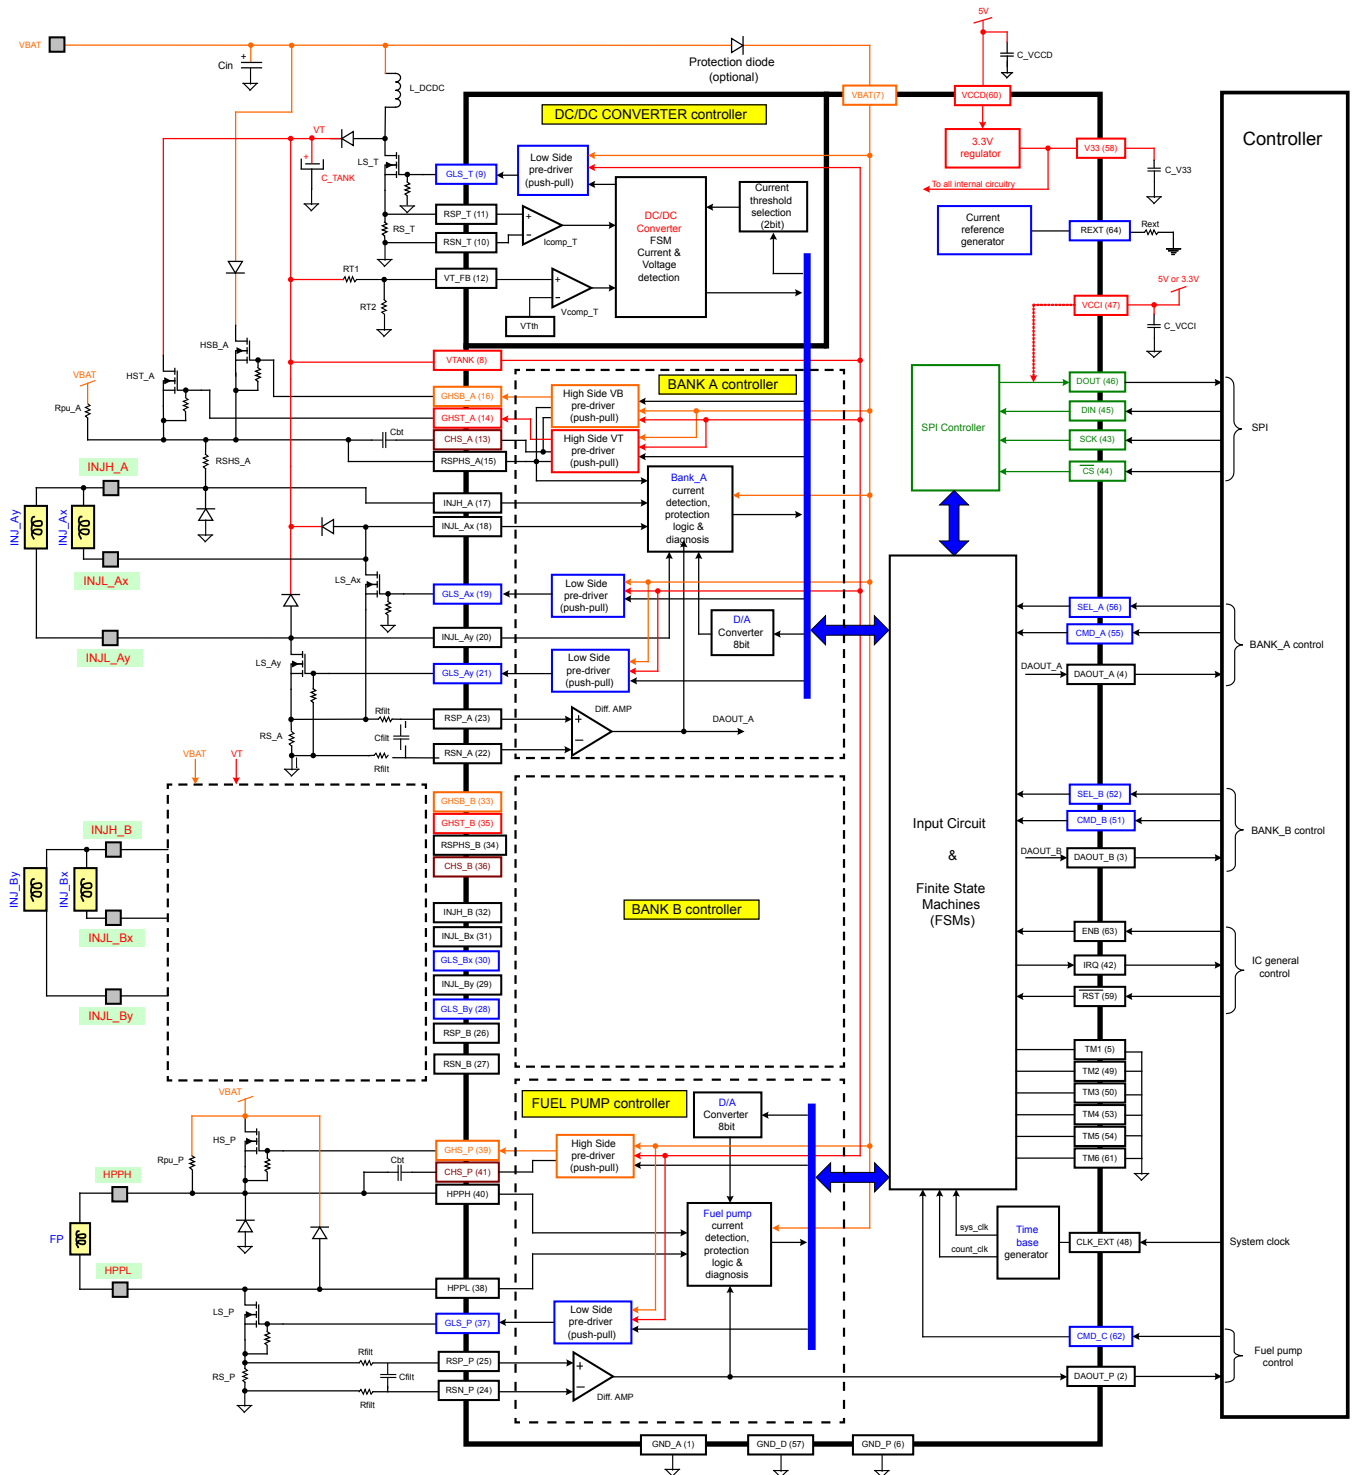 5V
VBAT
Cin
L_DCDC
Protection diode
(optional)
C_VCCD
VBAT(7)
VCCD(60)
Controller
DC/DC CONVERTER controller
VT
C_TANK
LS_T
GLS_T (9)
Low Side
pre-driver
(push-pull)
3.3V
regulator
V33 (58)
C_V33
To all internal circuitry
RSP_T (11)
RS_T
RSN_T (10)
Icomp_T
DC/DC
Converter
FSM
Current &
Voltage
detection
Current
threshold
selection
(2bit)
Current
reference
generator
REXT (64)
Rext
RT1
RT2
VT_FB (12)
VTth
Vcomp_T
5V or 3.3V
VCCI (47)
C_VCCI
HSB_A
HST_A
VBAT
Rpu_A
VTANK (8)
BANK A controller
GHSB_A (16)
GHST_A (14)
CHS_A (13)
RSPHS_A(15)
Cbt
High Side VB
pre-driver
(push-pull)
High Side VT
pre-driver
(push-pull)
SPI Controller
DOUT (46)
DIN (45)
SCK (43)
CS (44)
SPI
RSHS_A
INJH_A
INJ_Ay
INJ_Ax
INJL_Ax
INJL_Ay
INJH_A (17)
INJL_Ax (18)
Bank_A
current
detection,
protection
logic &
diagnosis
LS_Ax
GLS_Ax (19)
Low Side
pre-driver
(push-pull)
INJL_Ay (20)
D/A
Converter
8bit
LS_Ay
GLS_Ay (21)
Low Side
pre-driver
(push-pull)
SEL_A (56)
CMD_A (55)
DAOUT_A
DAOUT_A (4)
BANK_A control
RS_A
Rfilt
Cfilt
Rfilt
RSP_A (23)
RSN_A (22)
Diff. AMP
DAOUT_A
VBAT
VT
INJH_B
INJ_By
INJ_Bx
INJL_Bx
INJL_By
GHSB_B (33)
GHST_B (35)
RSPHS_B (34)
CHS_B (36)
INJH_B (32)
INJL_Bx (31)
GLS_Bx (30)
INJL_By (29)
GLS_By (28)
RSP_B (26)
RSN_B (27)
BANK B controller
Input Circuit
&
Finite State
Machines
(FSMs)
SEL_B (52)
CMD_B (51)
DAOUT_B
DAOUT_B (3)
BANK_B control
ENB (63)
IRQ (42)
RST (59)
IC general
control
TM1 (5)
TM2 (49)
TM3 (50)
TM4 (53)
TM5 (54)
TM6 (61)
FUEL PUMP controller
VBAT
HS_P
Rpu_P
HPPH
FP
HPPL
Cbt
GHS_P (39)
CHS_P (41)
HPPH (40)
High Side
pre-driver
(push-pull)
D/A
Converter
8bit
Fuel pump
current
detection,
protection
logic &
diagnosis
sys_clk
count_clk
Time
base
generator
CLK_EXT (48)
System clock
HPPL (38)
LS_P
GLS_P (37)
Low Side
pre-driver
(push-pull)
CMD_C (62)
Fuel pump
control
RS_P
Rfilt
Cfilt
Rfilt
RSP_P (25)
RSN_P (24)
Diff. AMP
DAOUT_P (2)
GND_A (1)
GND_D (57)
GND_P (6)